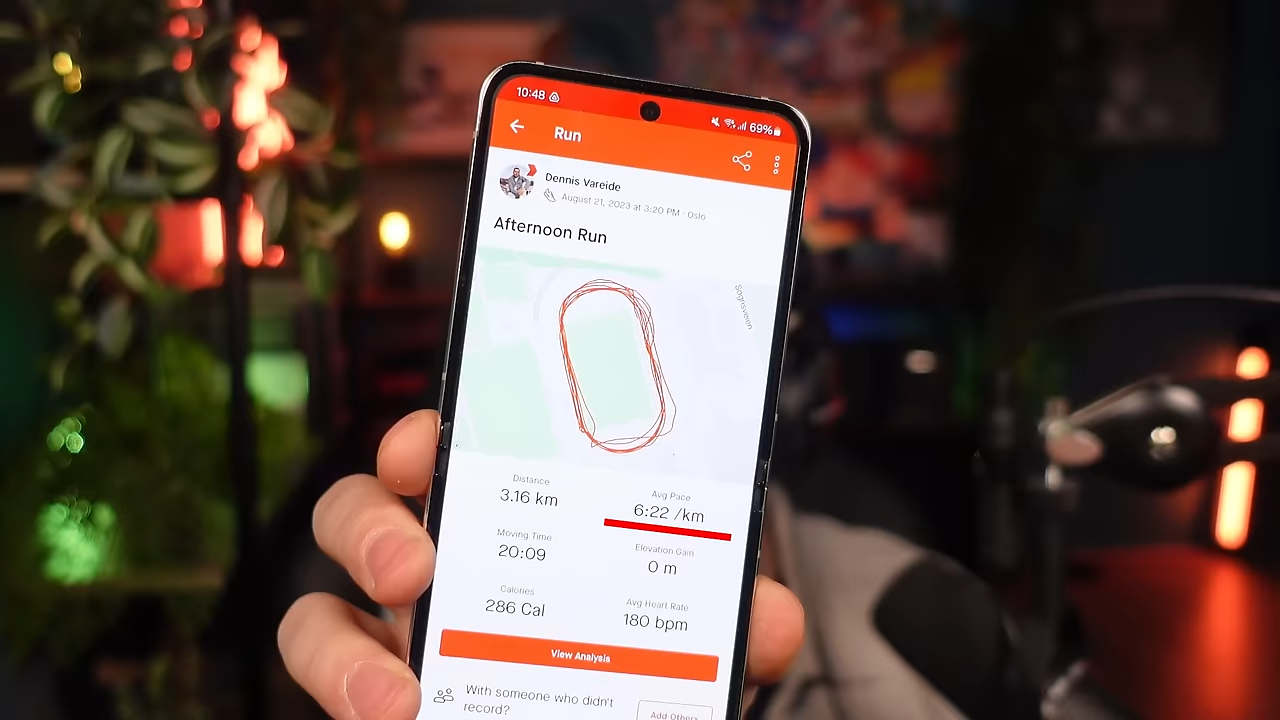 10:48 69%
Run
Dennis Vareide
August 21, 2023 at 3:20 PM · Oslo
Afternoon Run
Sognsveien
Distance
3.16 km
Avg Pace
6:22 /km
Moving Time
20:09
Elevation Gain
0 m
Calories
286 Cal
Avg Heart Rate
180 bpm
View Analysis
With someone who didn't
record?
Add Others